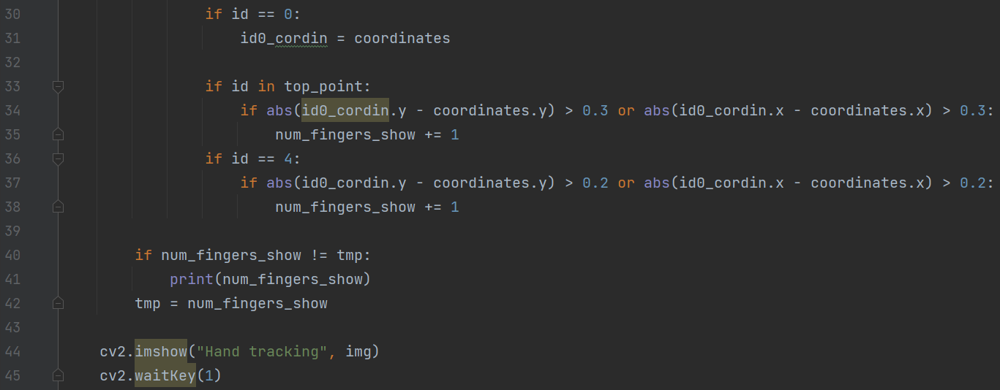 30 if id == 0:
31 id0_cordin = coordinates
32
33 if id in top_point:
34 if abs(id0_cordin.y - coordinates.y) > 0.3 or abs(id0_cordin.x - coordinates.x) > 0.3:
35 num_fingers_show += 1
36 if id == 4:
37 if abs(id0_cordin.y - coordinates.y) > 0.2 or abs(id0_cordin.x - coordinates.x) > 0.2:
38 num_fingers_show += 1
39
40 if num_fingers_show != tmp:
41 print(num_fingers_show)
42 tmp = num_fingers_show
43
44 cv2.imshow("Hand tracking", img)
45 cv2.waitKey(1)